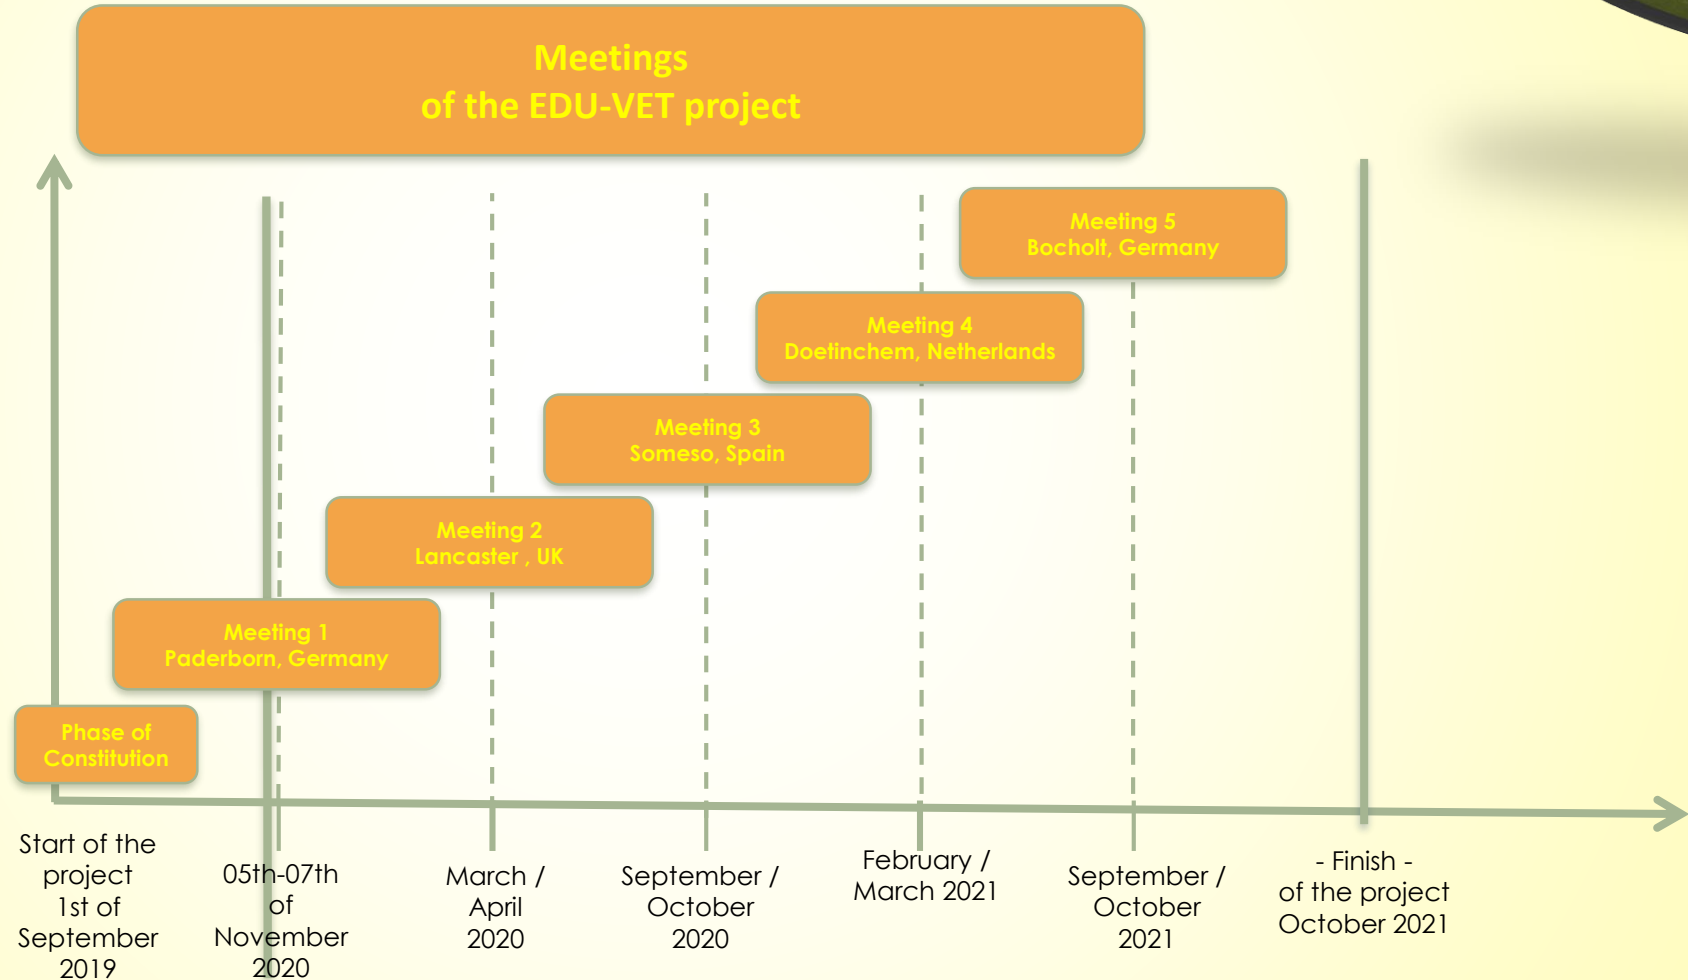 Meetings
of the EDU-VET project
Meeting 5
Bocholt, Germany
Meeting 4
Doetinchem, Netherlands
Meeting 3
Someso, Spain
Meeting 2
Lancaster , UK
Meeting 1
Paderborn, Germany
Phase of
Constitution
Start of the
project
1st of
September
2019
05th-07th
of
November
2020
March /
April
2020
September /
October
2020
February /
March 2021
September /
October
2021
- Finish -
of the project
October 2021